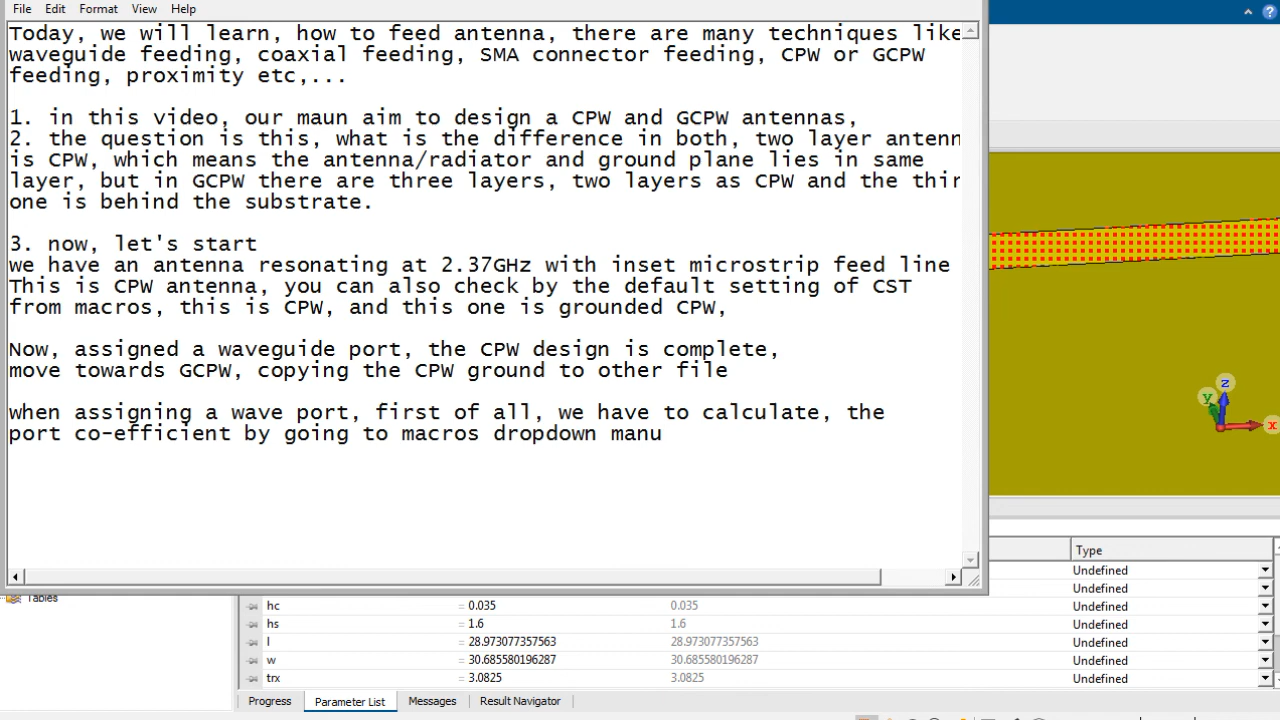 File Edit Format View Help
Today, we will learn, how to feed antenna, there are many techniques like
waveguide feeding, coaxial feeding, SMA connector feeding, CPW or GCPW
feeding, proximity etc,...
1. in this video, our maun aim to design a CPW and GCPW antennas,
2. the question is this, what is the difference in both, two layer antenn
is CPW, which means the antenna/radiator and ground plane lies in same
layer, but in GCPW there are three layers, two layers as CPW and the thir
one is behind the substrate.
3. now, let's start
we have an antenna resonating at 2.37GHz with inset microstrip feed line
This is CPW antenna, you can also check by the default setting of CST
from macros, this is CPW, and this one is grounded CPW,
Now, assigned a waveguide port, the CPW design is complete,
move towards GCPW, copying the CPW ground to other file
when assigning a wave port, first of all, we have to calculate, the
port co-efficient by going to macros dropdown manu
z
y
x
Type
Undefined
Undefined
Tables
hc = 0.035 0.035 Undefined
hs = 1.6 1.6 Undefined
l = 28.973077357563 28.973077357563 Undefined
w = 30.685580196287 30.685580196287 Undefined
trx = 3.0825 3.0825 Undefined
Progress Parameter List Messages Result Navigator